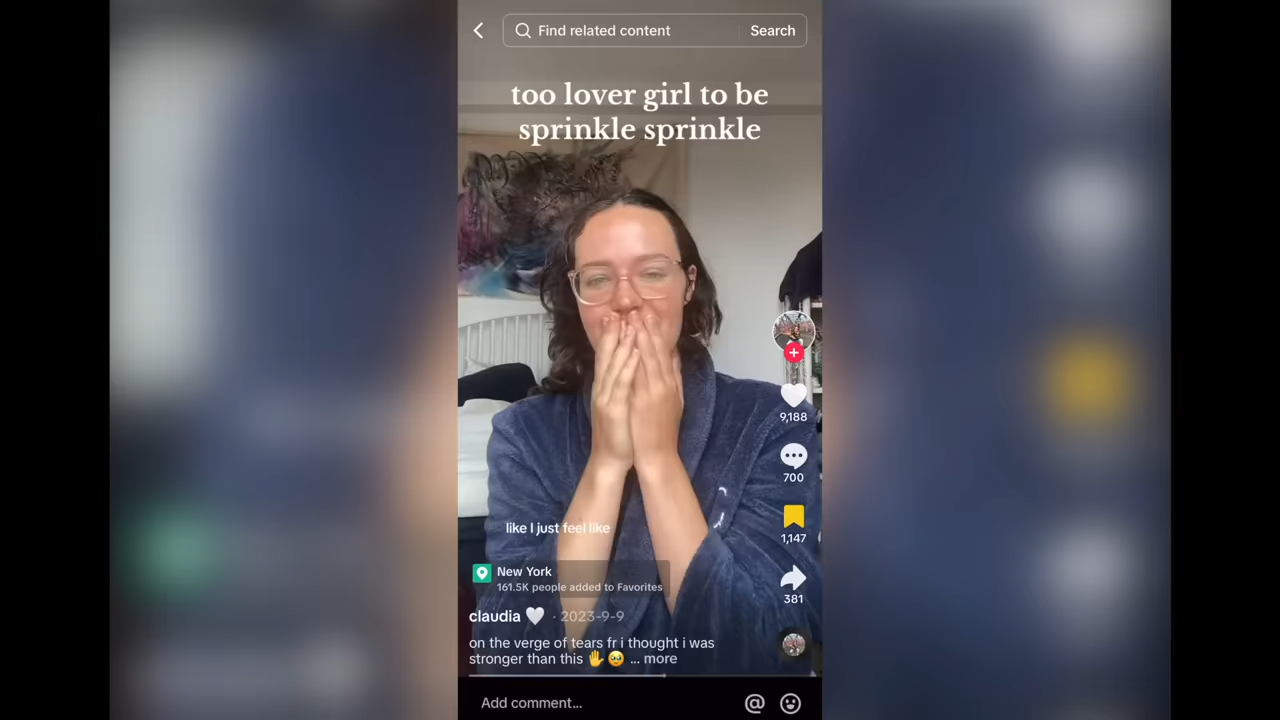 Find related content
Search
too lover girl to be
sprinkle sprinkle
9,188
700
1,147
381
like I just feel like
New York
161.5K people added to Favorites
claudia 🤍 · 2023-9-9
on the verge of tears fr i thought i was
stronger than this ✋🥹 ... more
Add comment...
@